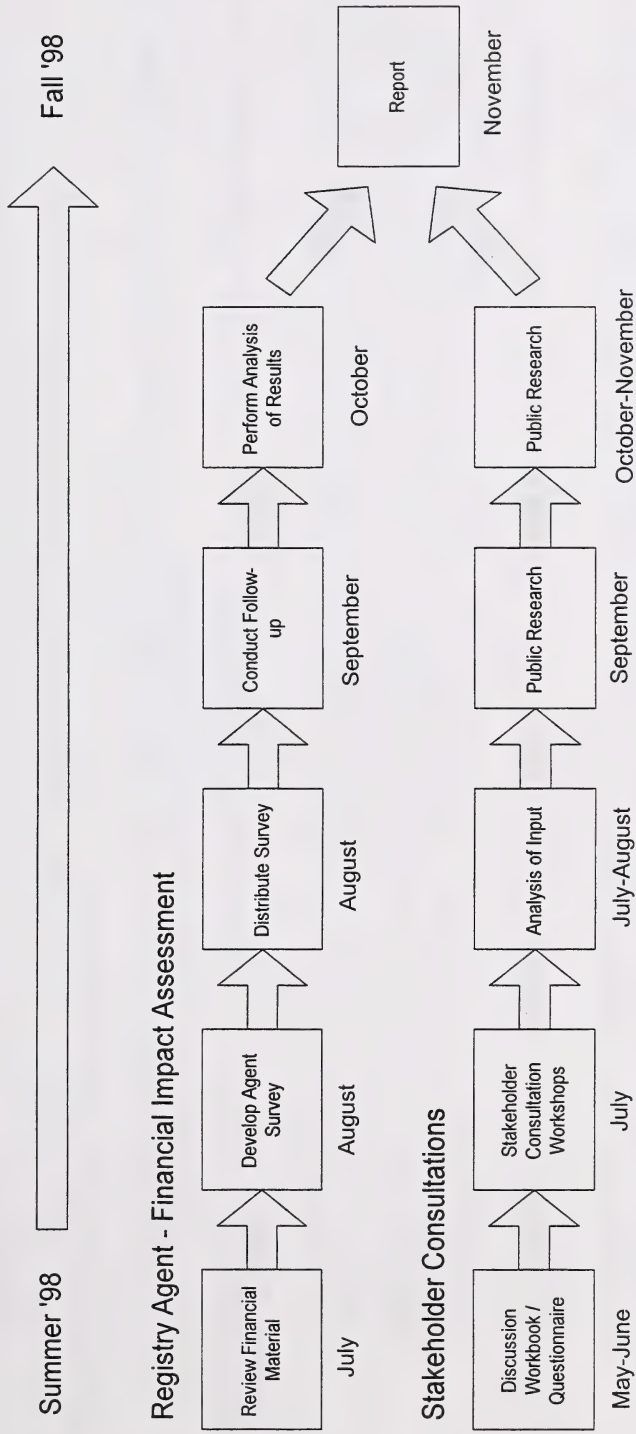 Summer '98
Fall '98
Registry Agent - Financial Impact Assessment
Review Financial
Material
July
Develop Agent
Survey
August
Distribute Survey
August
Conduct Follow-
up
September
Perform Analysis
of Results
October
Report
November
Stakeholder Consultations
Discussion
Workbook /
Questionnaire
May-June
Stakeholder
Consultation
Workshops
July
Analysis of Input
July-August
Public Research
September
Public Research
October-November